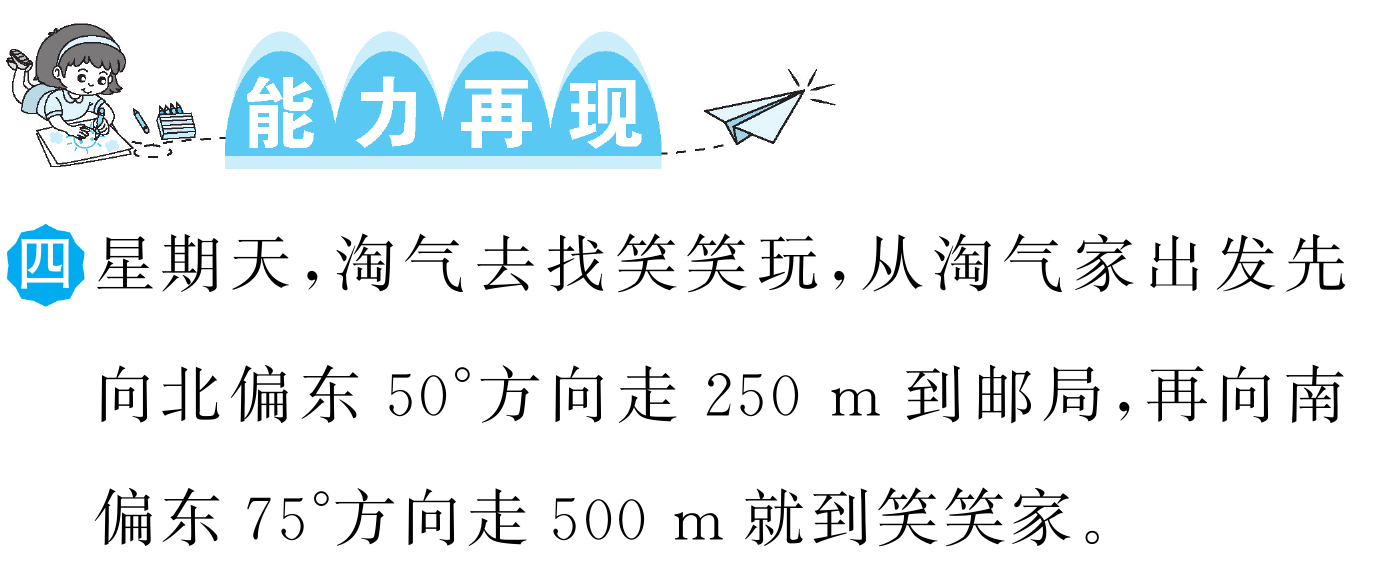 能力再现
四 星期天,淘气去找笑笑玩,从淘气家出发先
向北偏东 50°方向走 250 m 到邮局,再向南
偏东 75°方向走 500 m 就到笑笑家。